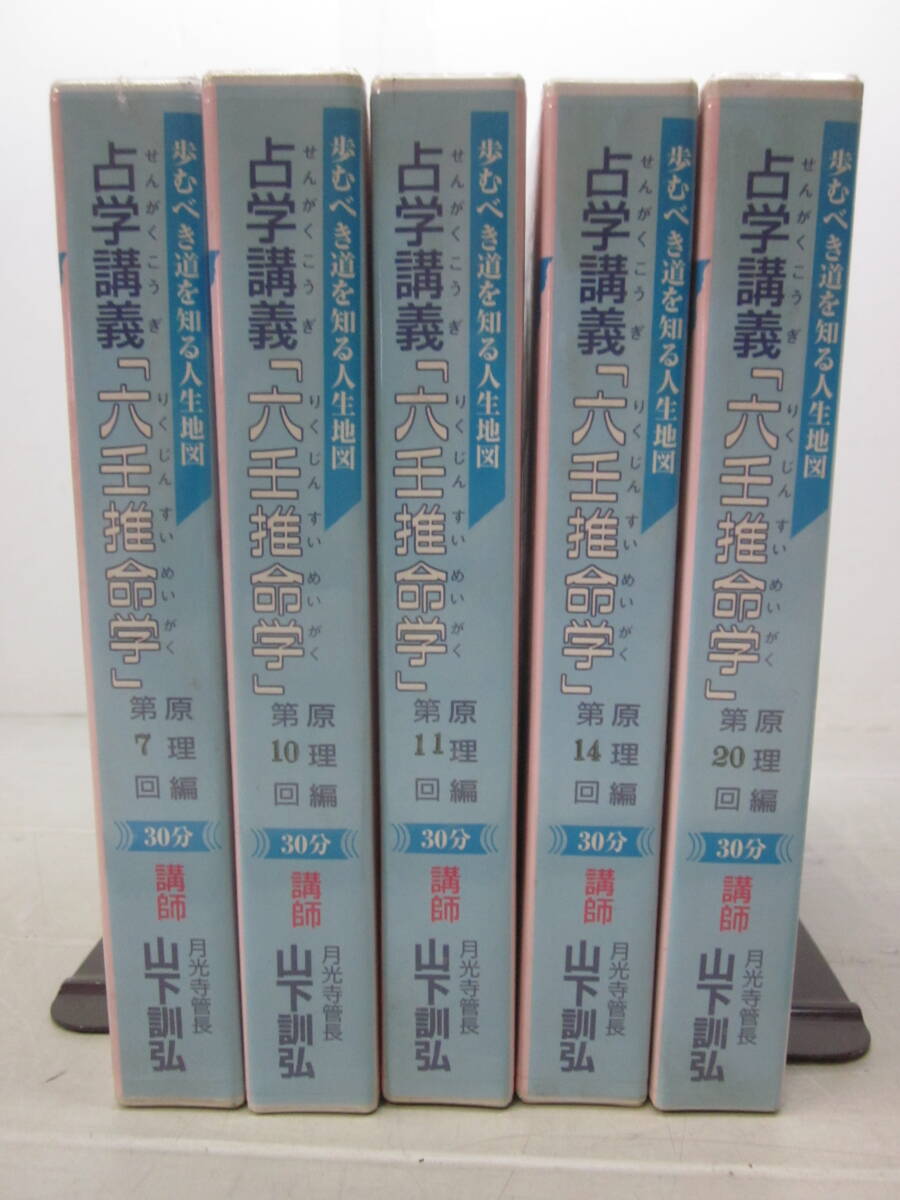 歩むべき道を知る人生地図
占学講義「六壬推命学」
せんがくこうぎ りくじんすいめいがく
原理編
第7回
30分
講師
月光寺管長
山下訓弘
歩むべき道を知る人生地図
占学講義「六壬推命学」
せんがくこうぎ りくじんすいめいがく
原理編
第10回
30分
講師
月光寺管長
山下訓弘
歩むべき道を知る人生地図
占学講義「六壬推命学」
せんがくこうぎ りくじんすいめいがく
原理編
第11回
30分
講師
月光寺管長
山下訓弘
歩むべき道を知る人生地図
占学講義「六壬推命学」
せんがくこうぎ りくじんすいめいがく
原理編
第14回
30分
講師
月光寺管長
山下訓弘
歩むべき道を知る人生地図
占学講義「六壬推命学」
せんがくこうぎ りくじんすいめいがく
原理編
第20回
30分
講師
月光寺管長
山下訓弘